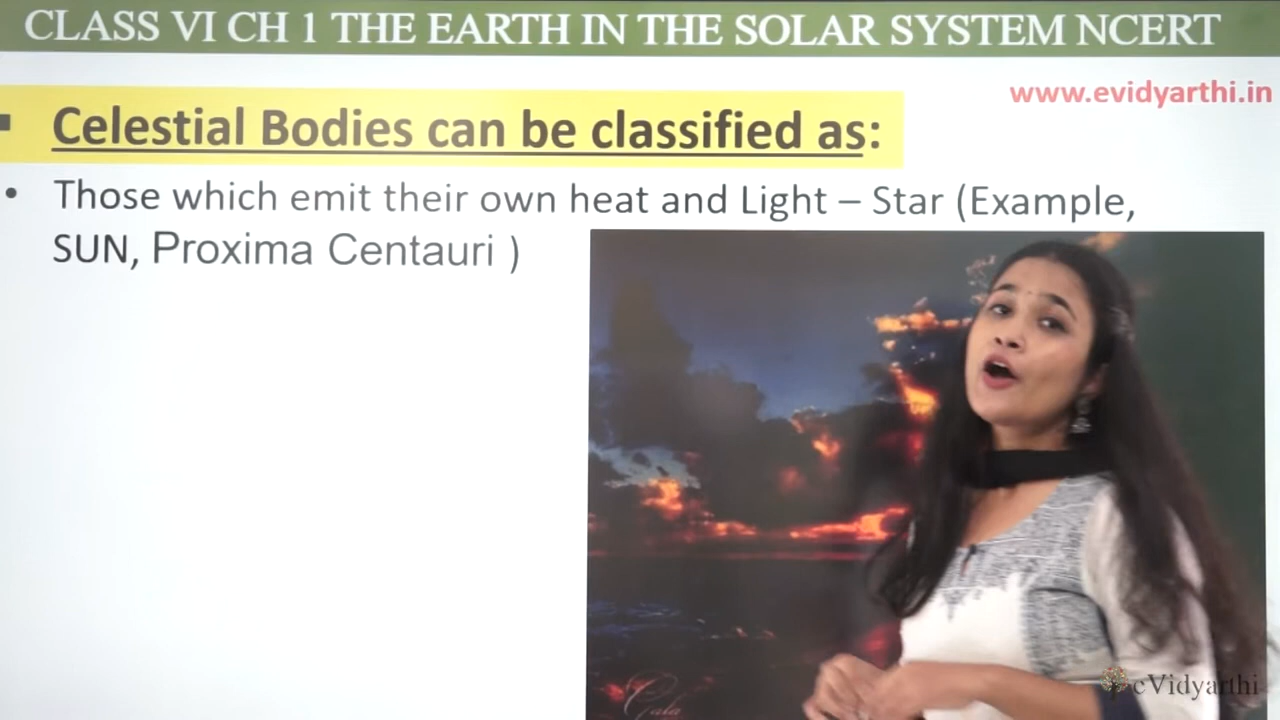 CLASS VI CH 1 THE EARTH IN THE SOLAR SYSTEM NCERT
www.evidyarthi.in
▪ Celestial Bodies can be classified as:
• Those which emit their own heat and Light – Star (Example,
SUN, Proxima Centauri )
Gala
eVidyarthi